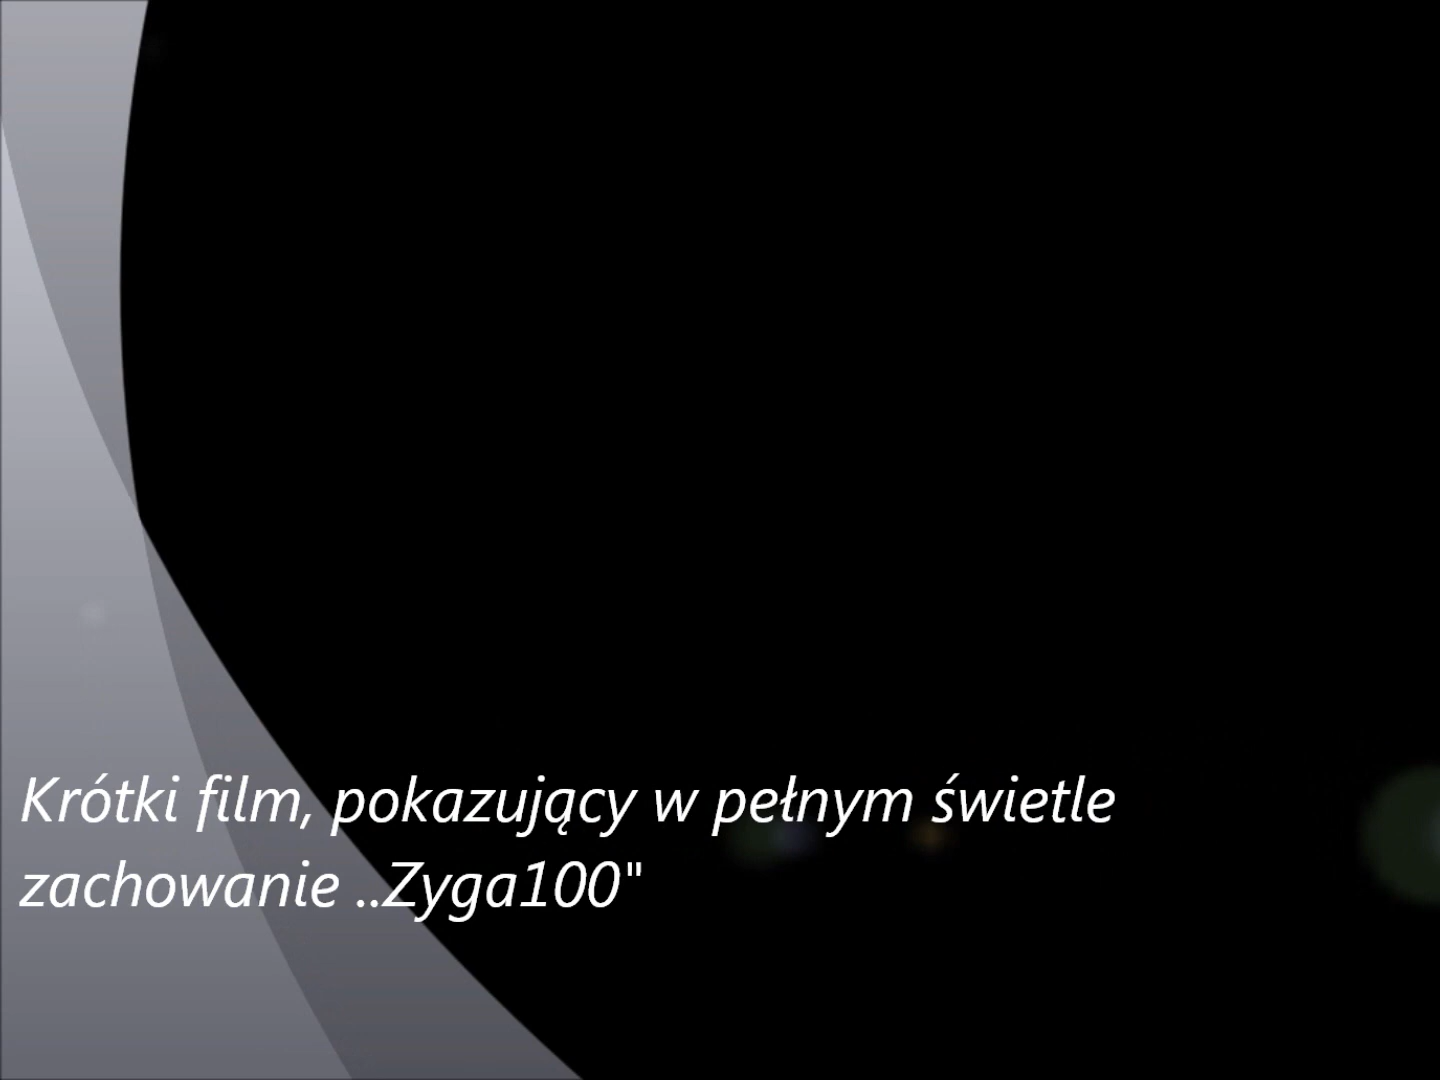 Krótki film, pokazujący w pełnym świetle
zachowanie ..Zyga100"